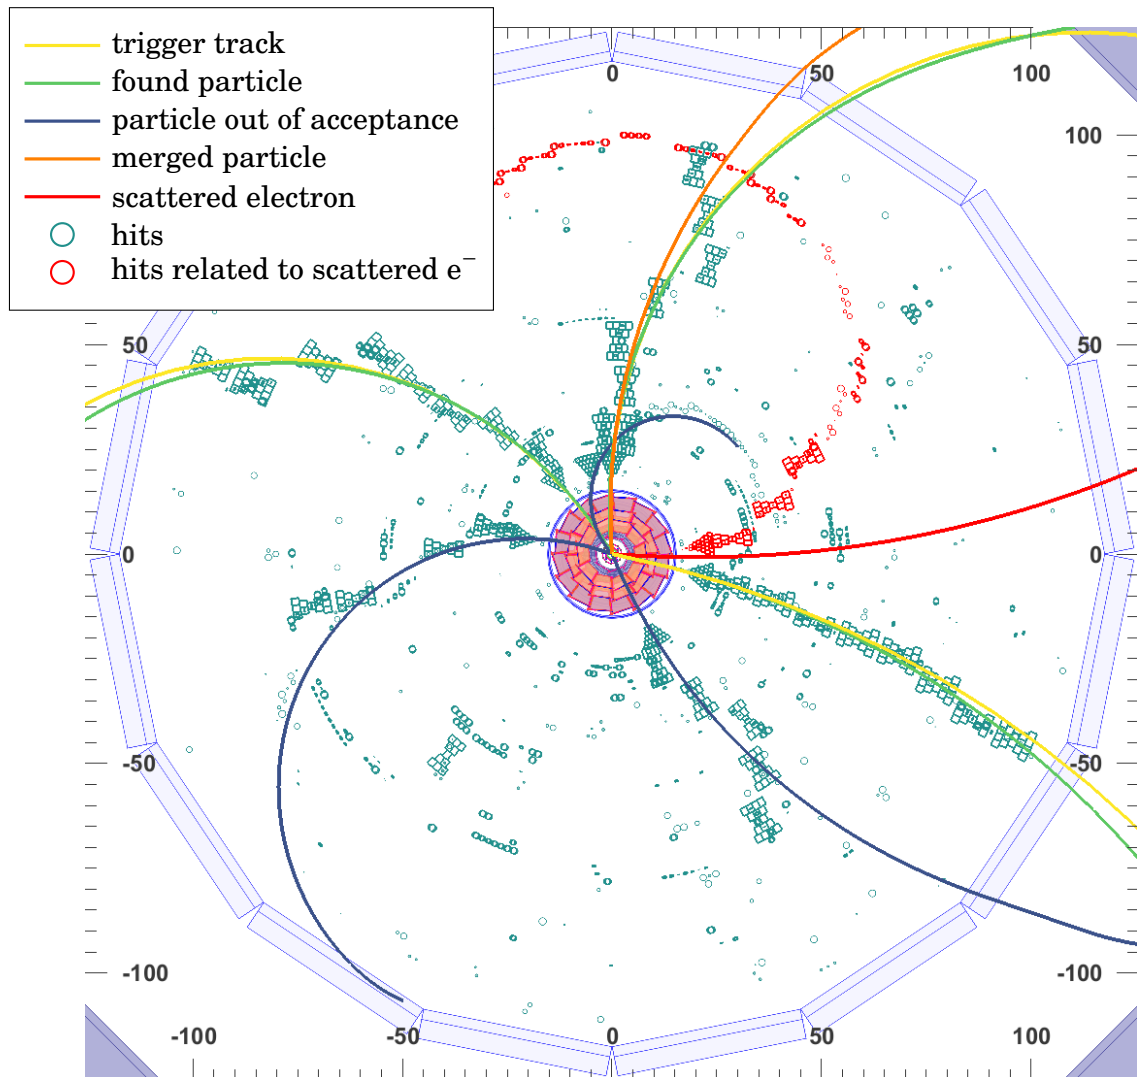 trigger track
found particle
particle out of acceptance
merged particle
scattered electron
hits
hits related to scattered e⁻
0 50 100
100 50 0 -50 -100
50 0 -50 -100
-100 -50 0 50 100